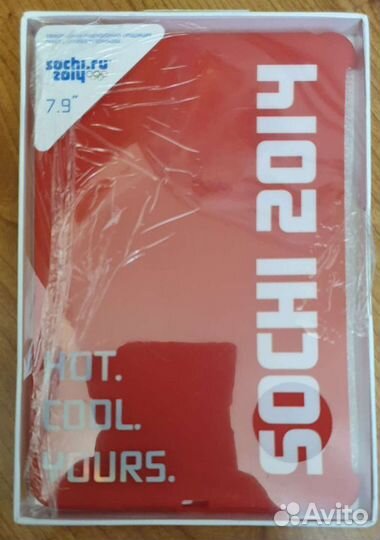 sochi.ru
2014
7.9"
SOCHI 2014
HOT.
COOL.
YOURS.
Avito